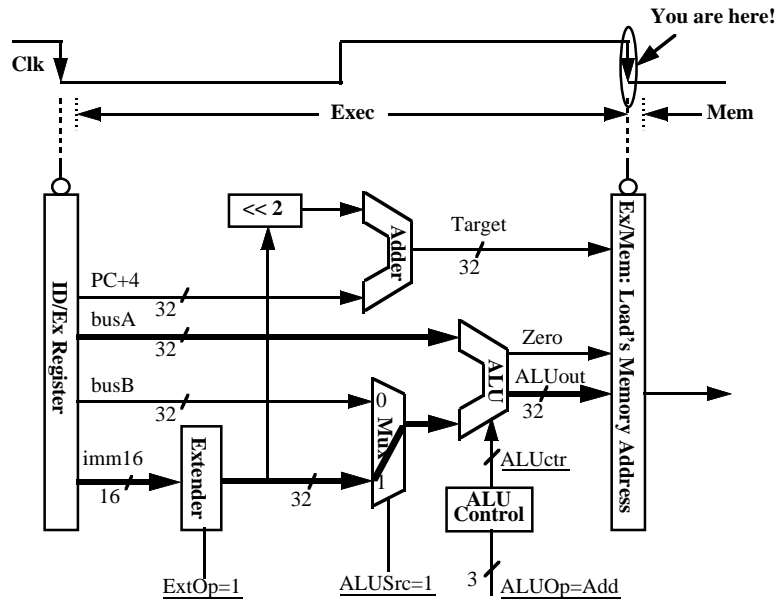 You are here!
Clk
Exec
Mem
<< 2
Adder
Target
32
PC+4
32
busA
32
Zero
ALU
ALUout
32
busB
32
0
Mux
1
imm16
16
Extender
32
ALUctr
ALU
Control
ID/Ex Register
Ex/Mem: Load's Memory Address
3
ExtOp=1
ALUSrc=1
ALUOp=Add